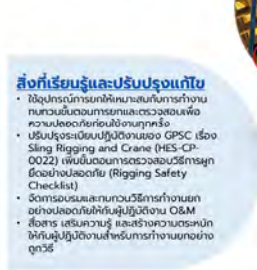 สิ่งที่เรียนรู้และปรับปรุงแก้ไข
• ใช้อุปกรณ์การยกให้เหมาะสมกับการทำงาน
ทบทวนขั้นตอนการยกและตรวจสอบเพื่อ
ความปลอดภัยก่อนใช้งานทุกครั้ง
• ปรับปรุงระเบียบปฏิบัติงานของ GPSC เรื่อง
Sling Rigging and Crane (HES-CP-
0022) เพิ่มขั้นตอนการตรวจสอบวิธีการผูก
ยึดอย่างปลอดภัย (Rigging Safety
Checklist)
• จัดการอบรมและทบทวนวิธีการทำงานยก
อย่างปลอดภัยให้กับผู้ปฏิบัติงาน O&M
• สื่อสาร เสริมความรู้ และสร้างความตระหนัก
ให้กับผู้ปฏิบัติงานสำหรับการทำงานยกอย่าง
ถูกวิธี